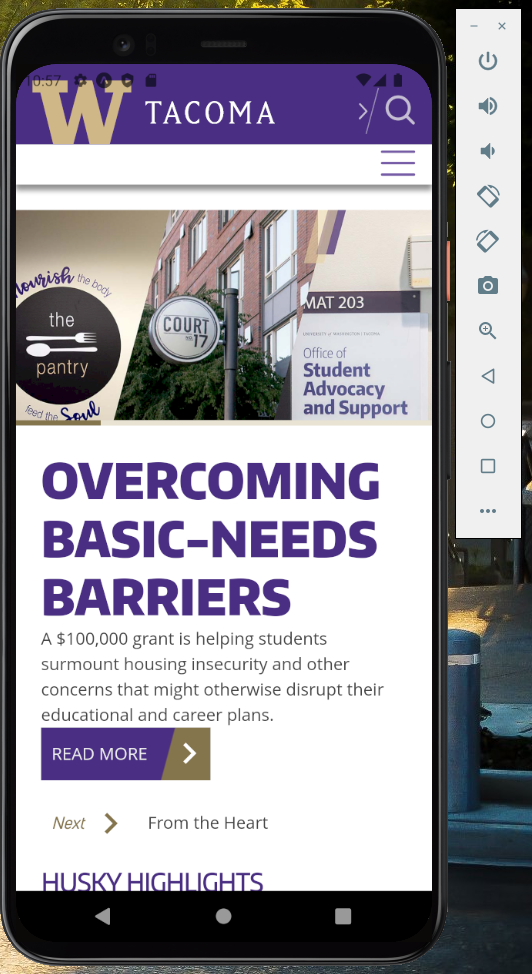 10:57
W TACOMA
nourish the body
the
pantry
feed the Soul
COURT
17
MAT 203
UNIVERSITY of WASHINGTON | TACOMA
Office of
Student
Advocacy
and Support
OVERCOMING
BASIC-NEEDS
BARRIERS
A $100,000 grant is helping students
surmount housing insecurity and other
concerns that might otherwise disrupt their
educational and career plans.
READ MORE
Next
From the Heart
HUSKY HIGHLIGHTS